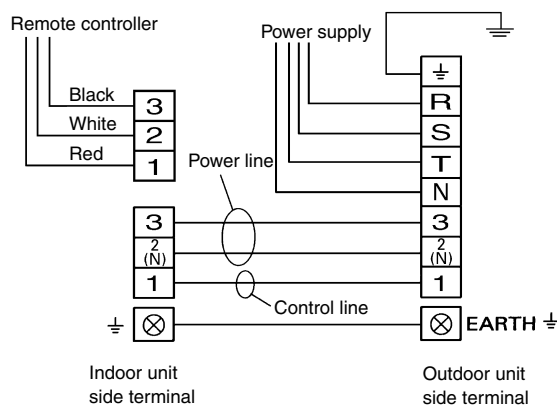 Remote controller
Power supply
Black
3
White
2
Red
1
R
S
T
N
Power line
3
2
(N)
1
3
2
(N)
1
Control line
EARTH
Indoor unit
side terminal
Outdoor unit
side terminal